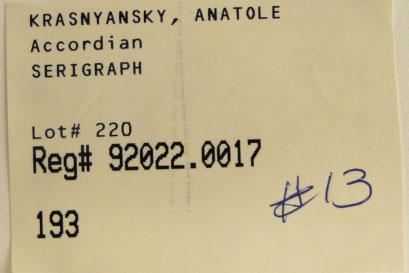 KRASNYANSKY, ANATOLE
Accordian
SERIGRAPH
Lot# 220
Reg# 92022.0017
193
#13